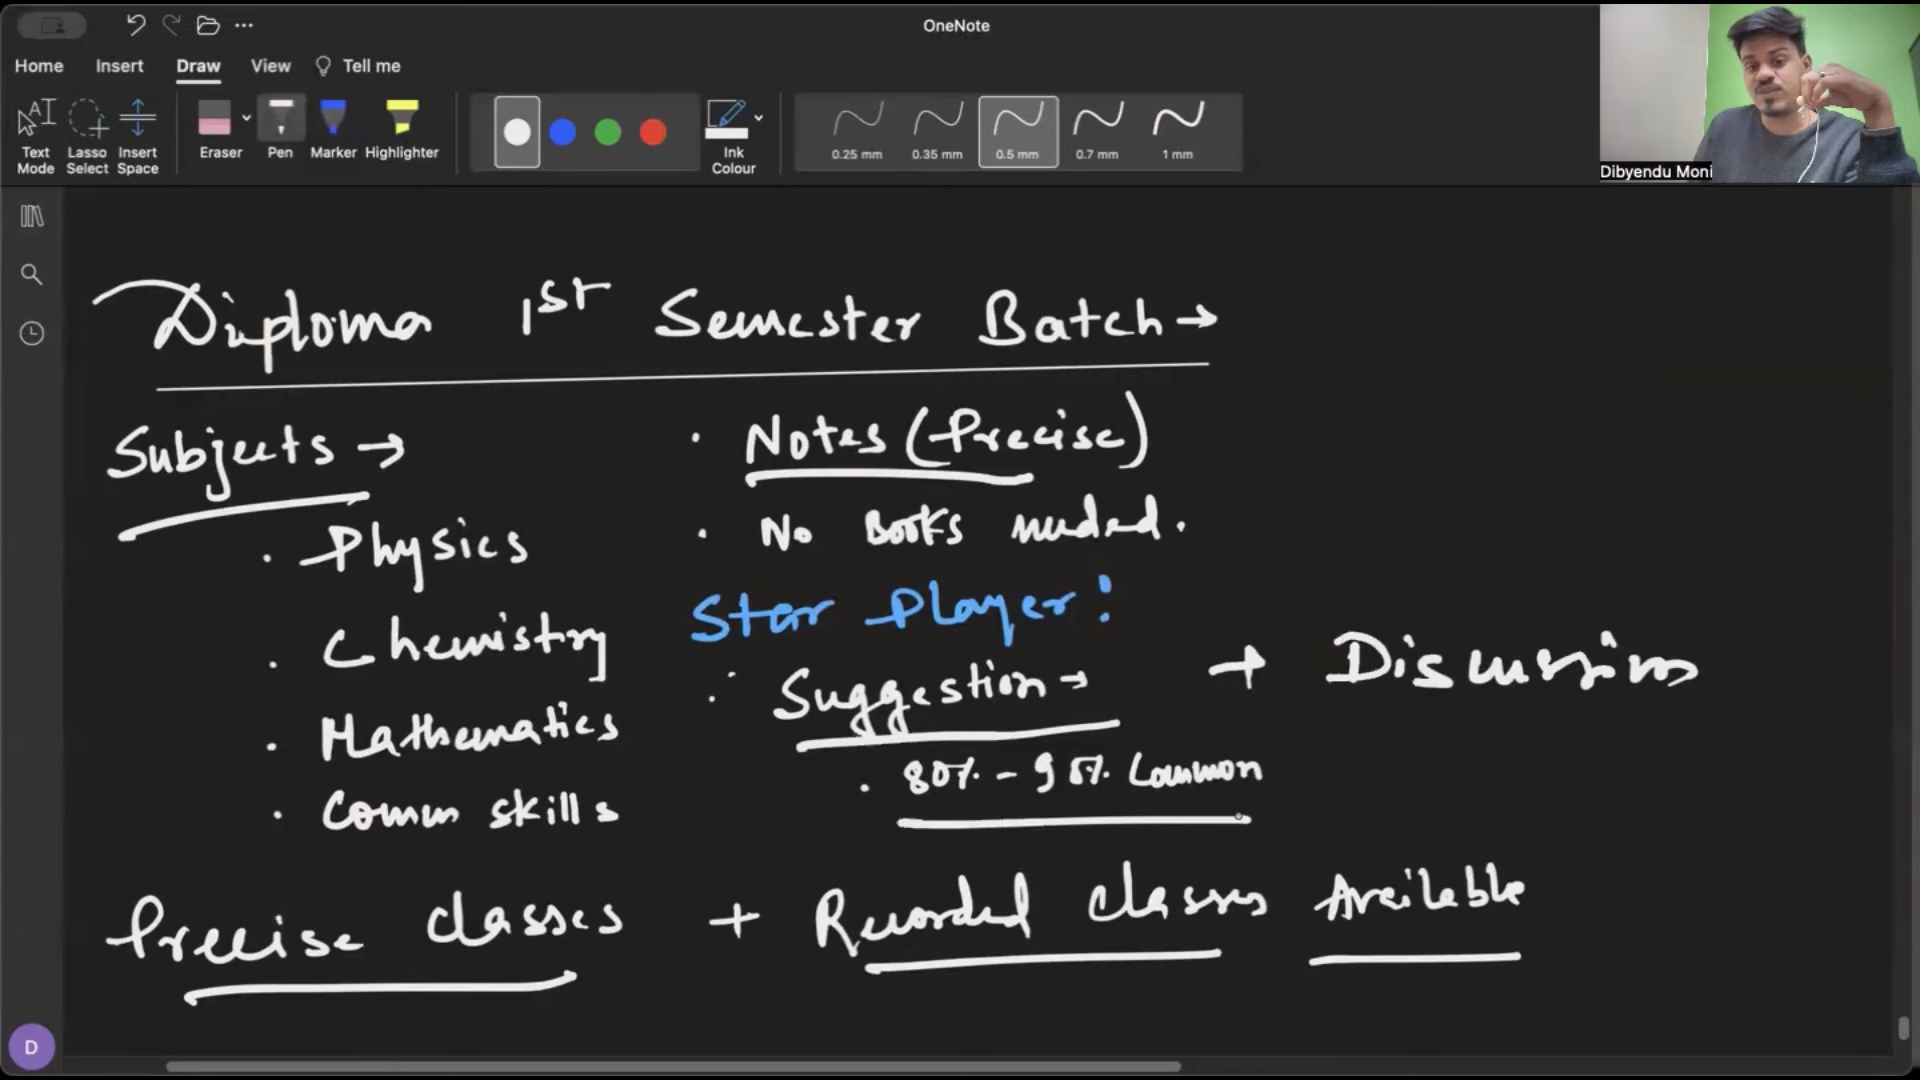 OneNote
Home Insert Draw View Tell me
Text Mode
Lasso Select
Insert Space
Eraser
Pen
Marker
Highlighter
Ink Colour
0.25 mm
0.35 mm
0.5 mm
0.7 mm
1 mm
Dibyendu Moni
Diploma 1st Semester Batch →
Subjects →
· Physics
· Chemistry
· Mathematics
· Comm skills
· Notes (Precise)
· No Books needed.
Star Player:
· Suggestion → + Discussion
· 80% - 90% Common
Precise classes + Recorded classes Available
D